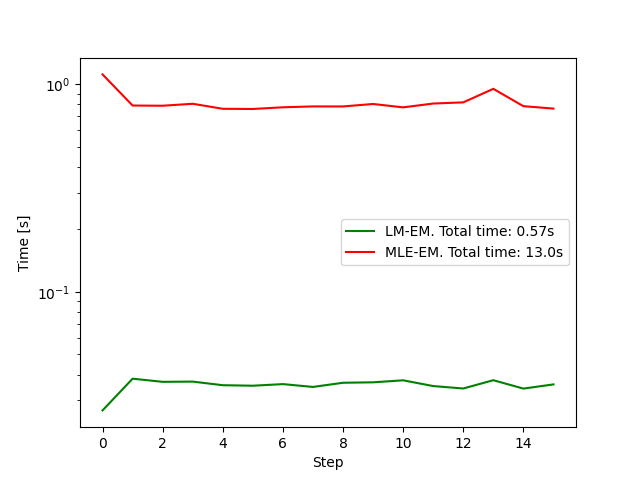 10⁰
10⁻¹
Time [s]
LM-EM. Total time: 0.57s
MLE-EM. Total time: 13.0s
0 2 4 6 8 10 12 14
Step